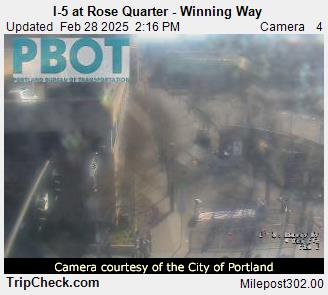 I-5 at Rose Quarter - Winning Way
Updated Feb 28 2025 2:16 PM Camera 4
PBOT
PORTLAND BUREAU OF TRANSPORTATION
Camera courtesy of the City of Portland
TripCheck.com Milepost302.00